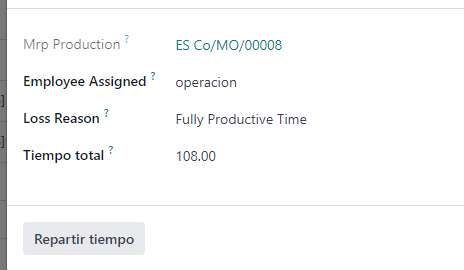 Mrp Production ? ES Co/MO/00008
Employee Assigned ? operacion
Loss Reason ? Fully Productive Time
Tiempo total ? 108.00
Repartir tiempo